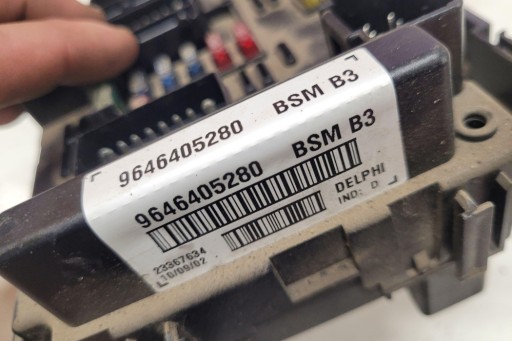 9646405280 BSM B3
9646405280 BSM B3
DELPHI
IND: D
23367634
10/09/02